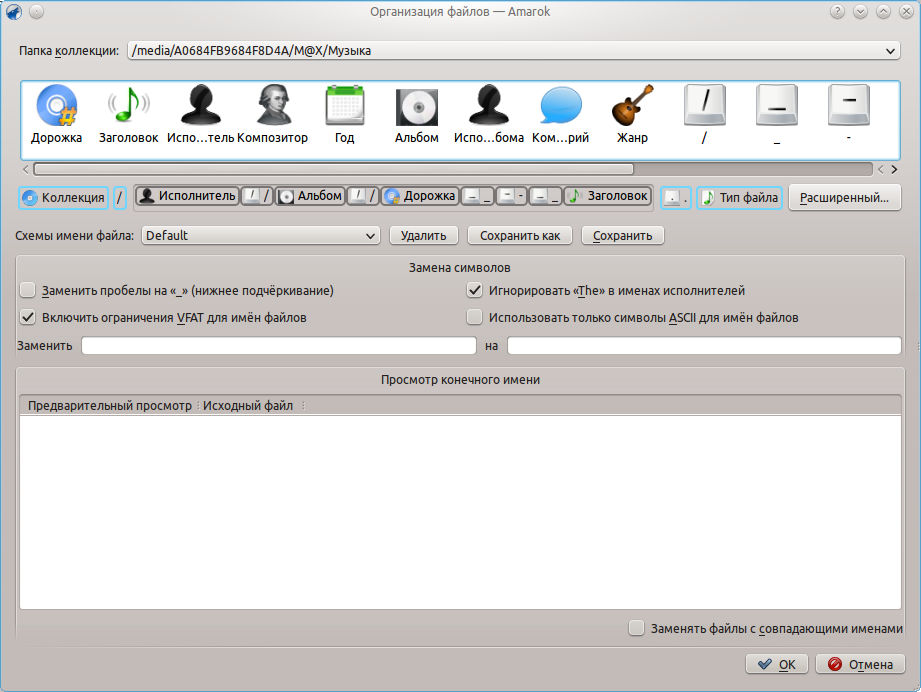 Организация файлов — Amarok
Папка коллекции: /media/A0684FB9684F8D4A/M@X/Музыка
Дорожка Заголовок Испо...тель Композитор Год Альбом Испо...бома Ком...рий Жанр / _ -
Коллекция / Исполнитель / Альбом / Дорожка _ - _ Заголовок . Тип файла Расширенный...
Схемы имени файла: Default Удалить Сохранить как Сохранить
Замена символов
Заменить пробелы на «_» (нижнее подчёркивание) Игнорировать «The» в именах исполнителей
Включить ограничения VFAT для имён файлов Использовать только символы ASCII для имён файлов
Заменить на
Просмотр конечного имени
Предварительный просмотр Исходный файл
Заменять файлы с совпадающими именами
OK Отмена